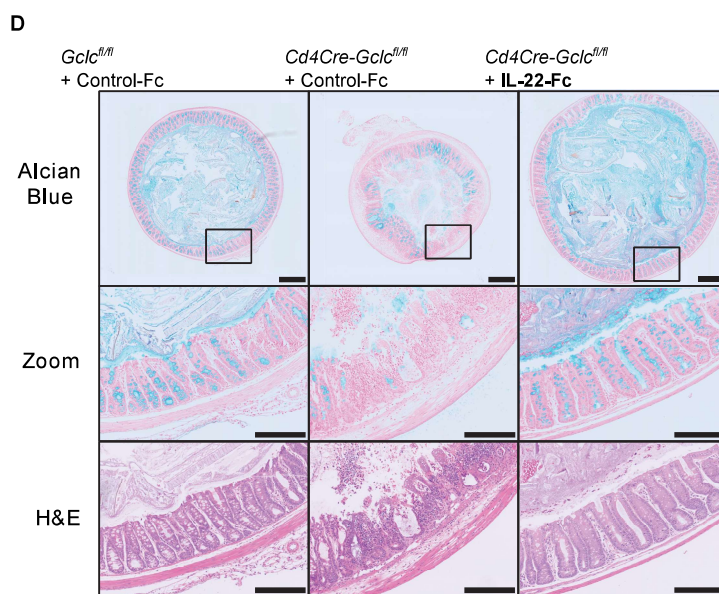 D
Gclc^fl/fl Cd4Cre-Gclc^fl/fl Cd4Cre-Gclc^fl/fl
+ Control-Fc + Control-Fc + IL-22-Fc
Alcian
Blue
Zoom
H&E